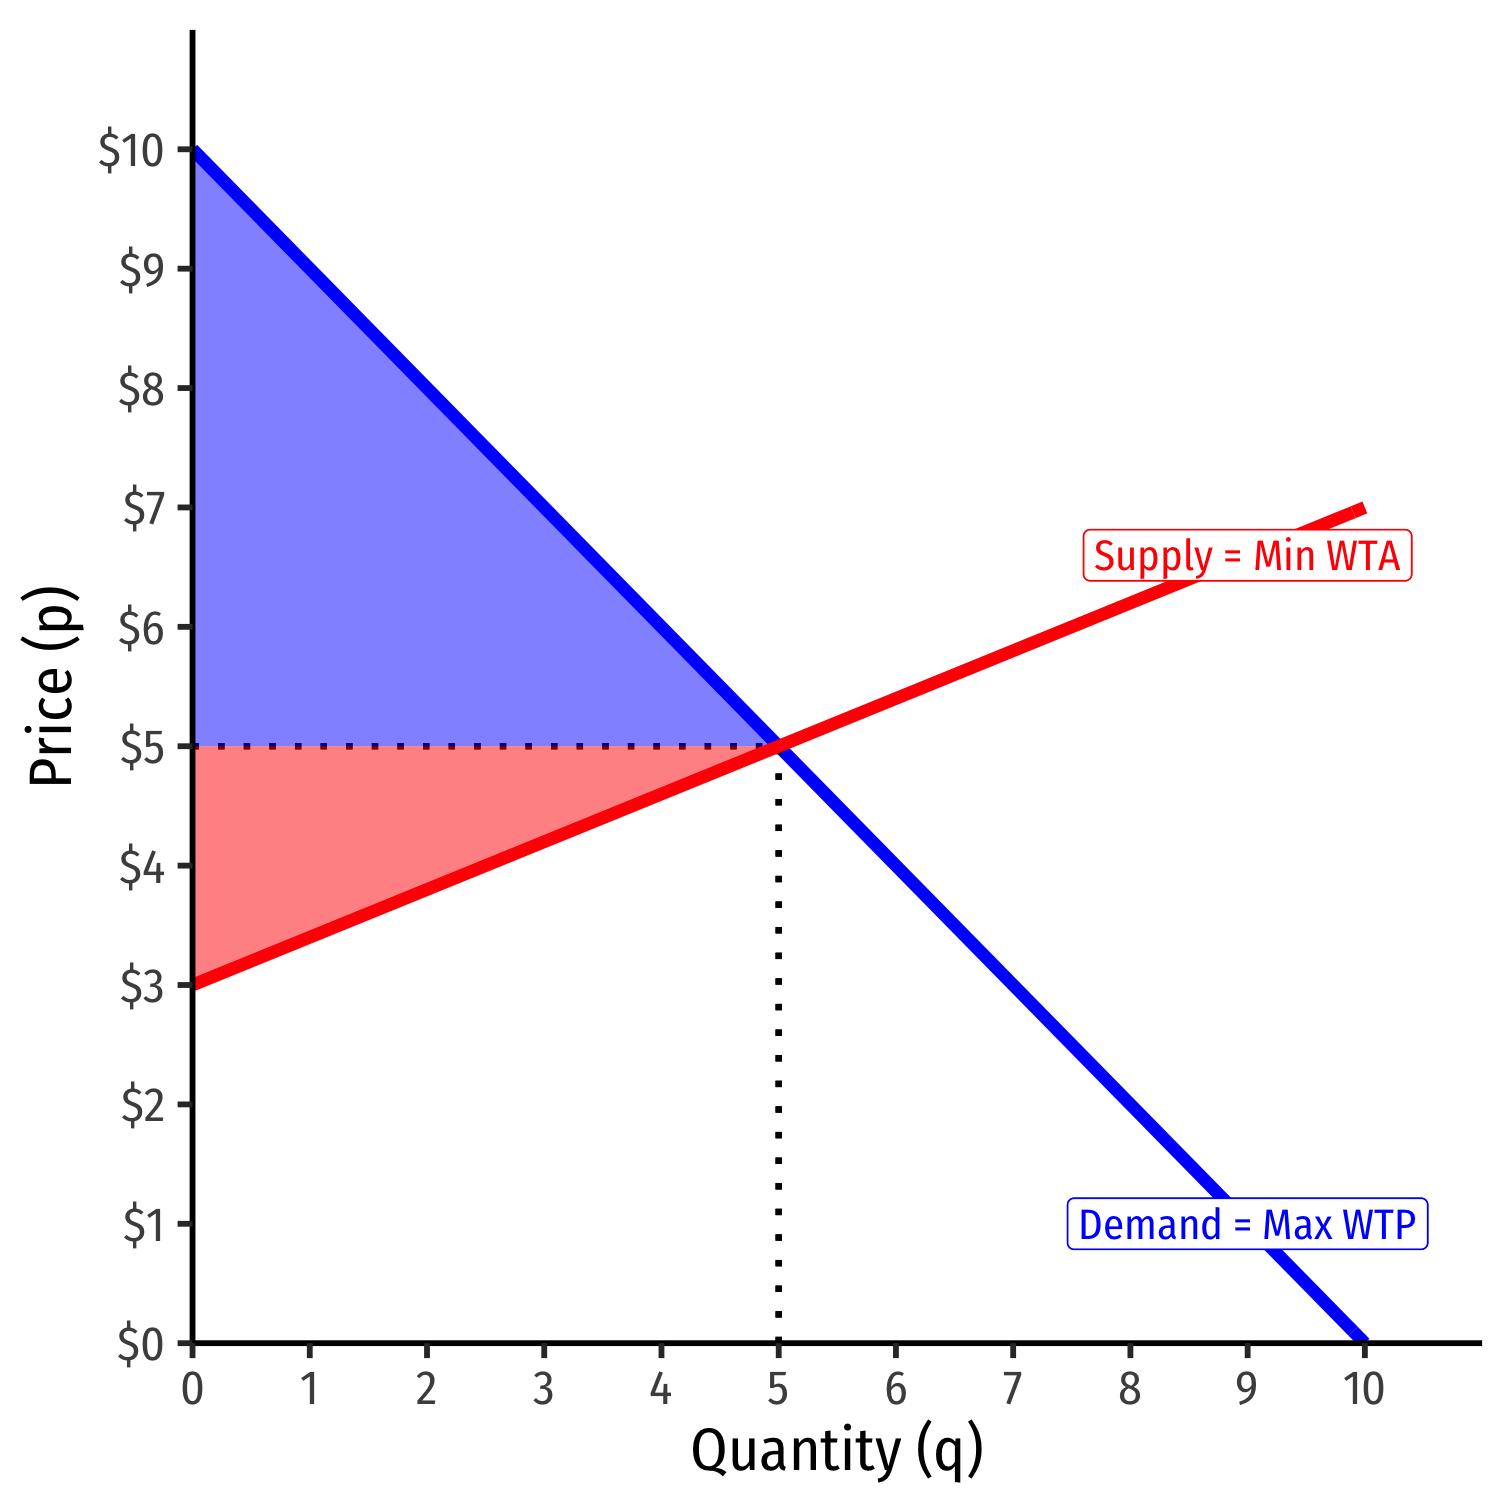 $10
$9
$8
$7
$6
$5
$4
$3
$2
$1
$0
Price (p)
Supply = Min WTA
Demand = Max WTP
0 1 2 3 4 5 6 7 8 9 10
Quantity (q)